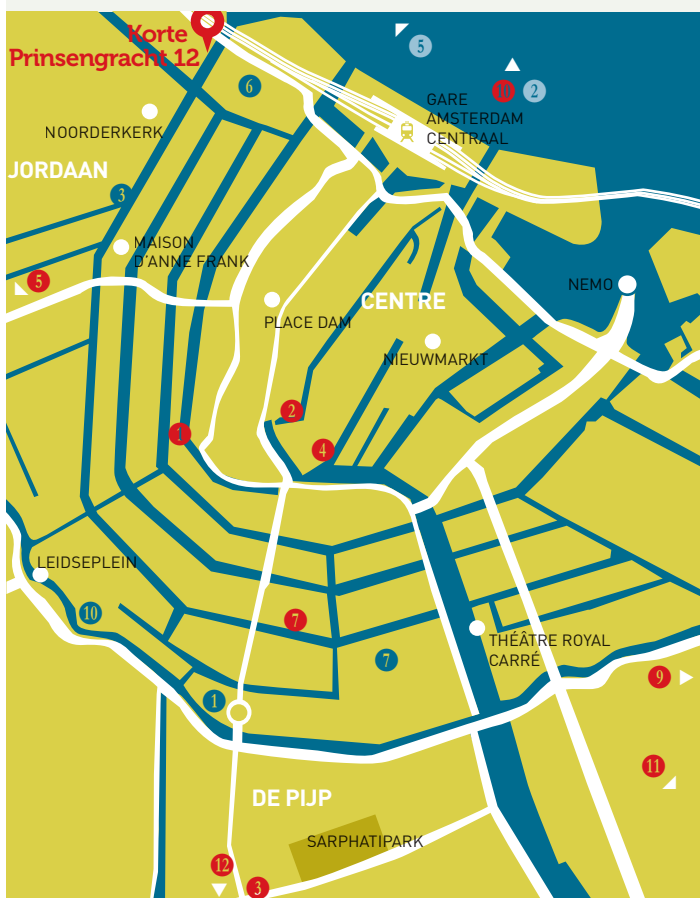 Korte
Prinsengracht 12
5
10
2
6
GARE
AMSTERDAM
CENTRAAL
NOORDERKERK
JORDAAN
3
MAISON
D'ANNE FRANK
5
NEMO
CENTRE
PLACE DAM
NIEUWMARKT
2
1
4
LEIDSEPLEIN
10
7
7
THÉÂTRE ROYAL
CARRÉ
9
1
11
DE PIJP
SARPHATIPARK
12
3